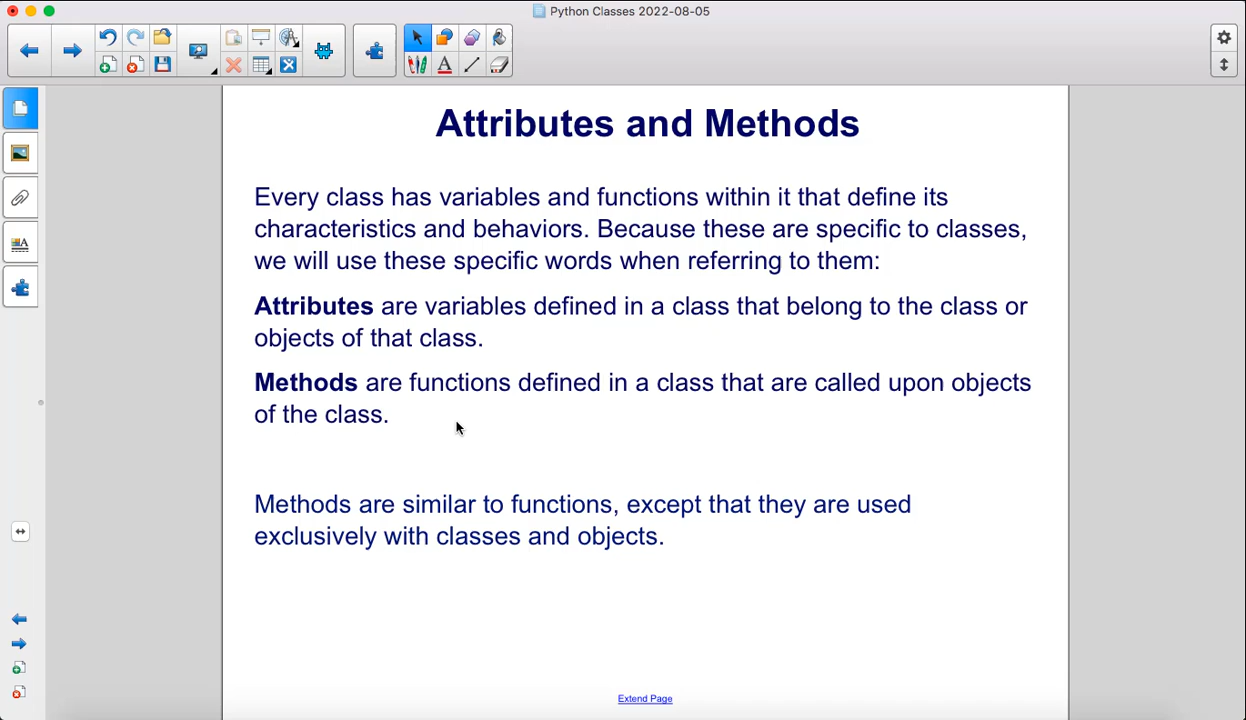 Python Classes 2022-08-05
Attributes and Methods
Every class has variables and functions within it that define its
characteristics and behaviors. Because these are specific to classes,
we will use these specific words when referring to them:
Attributes are variables defined in a class that belong to the class or
objects of that class.
Methods are functions defined in a class that are called upon objects
of the class.
Methods are similar to functions, except that they are used
exclusively with classes and objects.
Extend Page